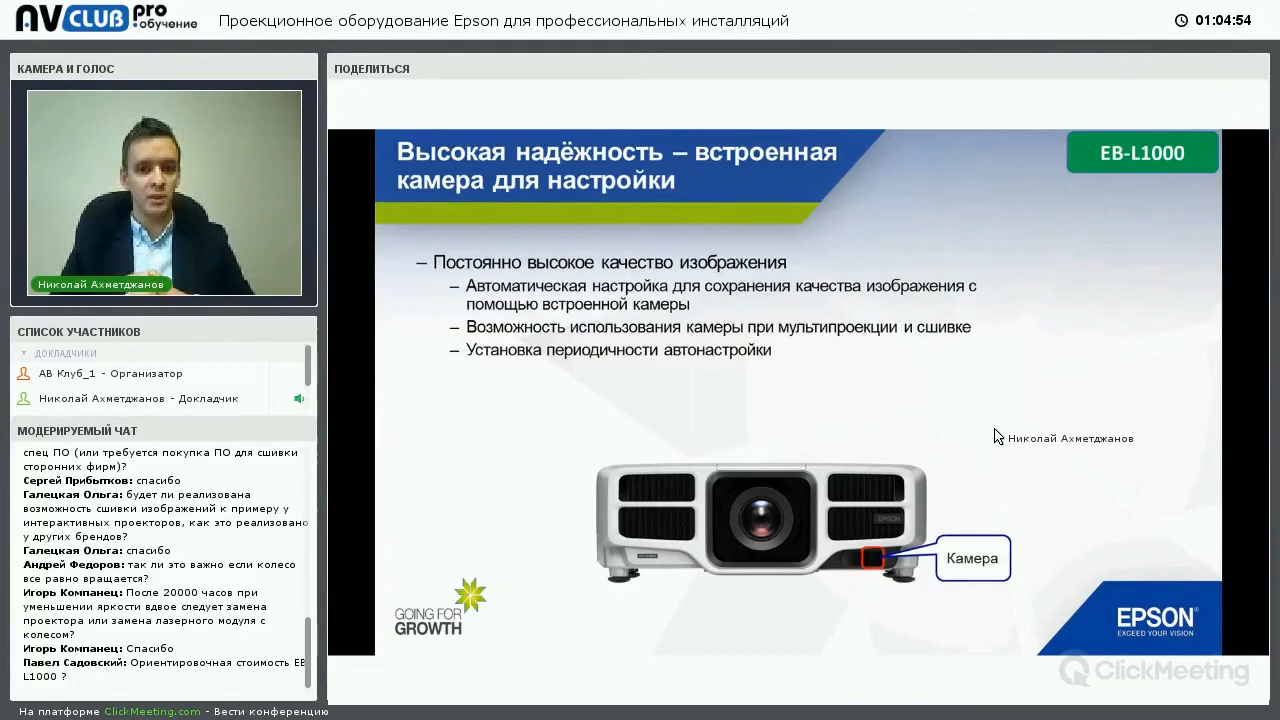 AV CLUB pro обучение
Проекционное оборудование Epson для профессиональных инсталляций
01:04:54
КАМЕРА И ГОЛОС
Николай Ахметджанов
СПИСОК УЧАСТНИКОВ
ДОКЛАДЧИКИ
АВ Клуб_1 - Организатор
Николай Ахметджанов - Докладчик
МОДЕРИРУЕМЫЙ ЧАТ
спец ПО (или требуется покупка ПО для сшивки
сторонних фирм)?
Сергей Прибытков: спасибо
Галецкая Ольга: будет ли реализована
возможность сшивки изображений к примеру у
интерактивных проекторов, как это реализовано
у других брендов?
Галецкая Ольга: спасибо
Андрей Федоров: так ли это важно если колесо
все равно вращается?
Игорь Компанец: После 20000 часов при
уменьшении яркости вдвое следует замена
проектора или замена лазерного модуля с
колесом?
Игорь Компанец: Спасибо
Павел Садовский: Ориентировочная стоимость EB
L1000 ?
На платформе ClickMeeting.com - Вести конференцию
ПОДЕЛИТЬСЯ
Высокая надёжность – встроенная
камера для настройки
EB-L1000
– Постоянно высокое качество изображения
– Автоматическая настройка для сохранения качества изображения с
помощью встроенной камеры
– Возможность использования камеры при мультипроекции и сшивке
– Установка периодичности автонастройки
Николай Ахметджанов
EPSON
Камера
GOING FOR
GROWTH
EPSON®
EXCEED YOUR VISION
ClickMeeting